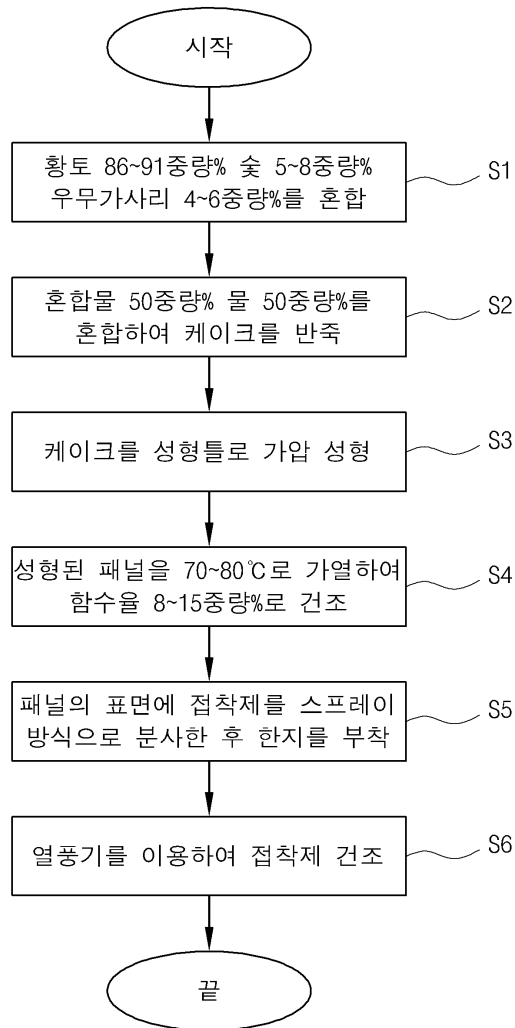 시작
황토 86~91중량% 숯 5~8중량%
우무가사리 4~6중량%를 혼합
S1
혼합물 50중량% 물 50중량%를
혼합하여 케이크를 반죽
S2
케이크를 성형틀로 가압 성형
S3
성형된 패널을 70~80℃로 가열하여
함수율 8~15중량%로 건조
S4
패널의 표면에 접착제를 스프레이
방식으로 분사한 후 한지를 부착
S5
열풍기를 이용하여 접착제 건조
S6
끝